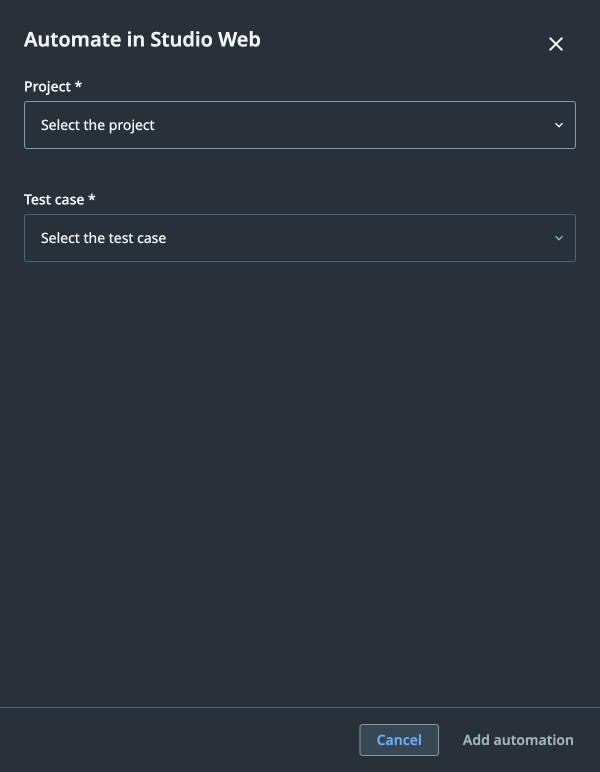 Automate in Studio Web
Project *
Select the project
Test case *
Select the test case
Cancel
Add automation